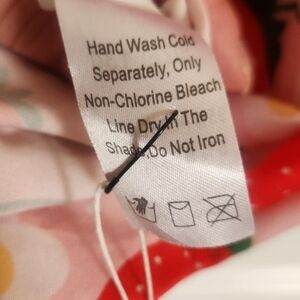 Hand Wash Cold
Separately, Only
Non-Chlorine Bleach
Line Dry In The
Shade,Do Not Iron